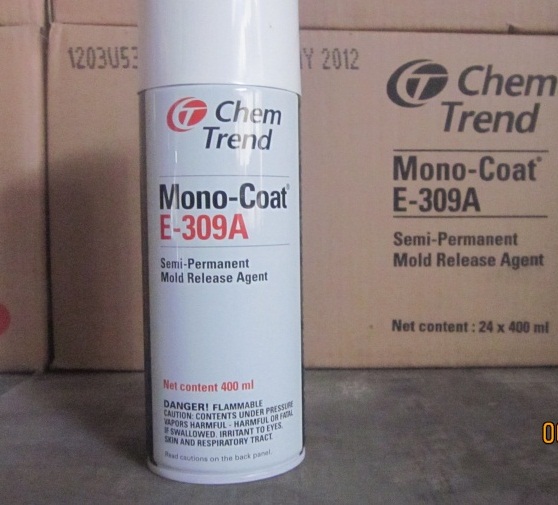 Chem
Trend
Mono-Coat®
E-309A
Semi-Permanent
Mold Release Agent
Net content 400 ml
DANGER! FLAMMABLE
CAUTION: CONTENTS UNDER PRESSURE
VAPORS HARMFUL - HARMFUL OR FATAL
IF SWALLOWED. IRRITANT TO EYES,
SKIN AND RESPIRATORY TRACT.
Read cautions on the back panel.
2012
Chem
Trend
Mono-Coat®
E-309A
Semi-Permanent
Mold Release Agent
Net content : 24 x 400 ml